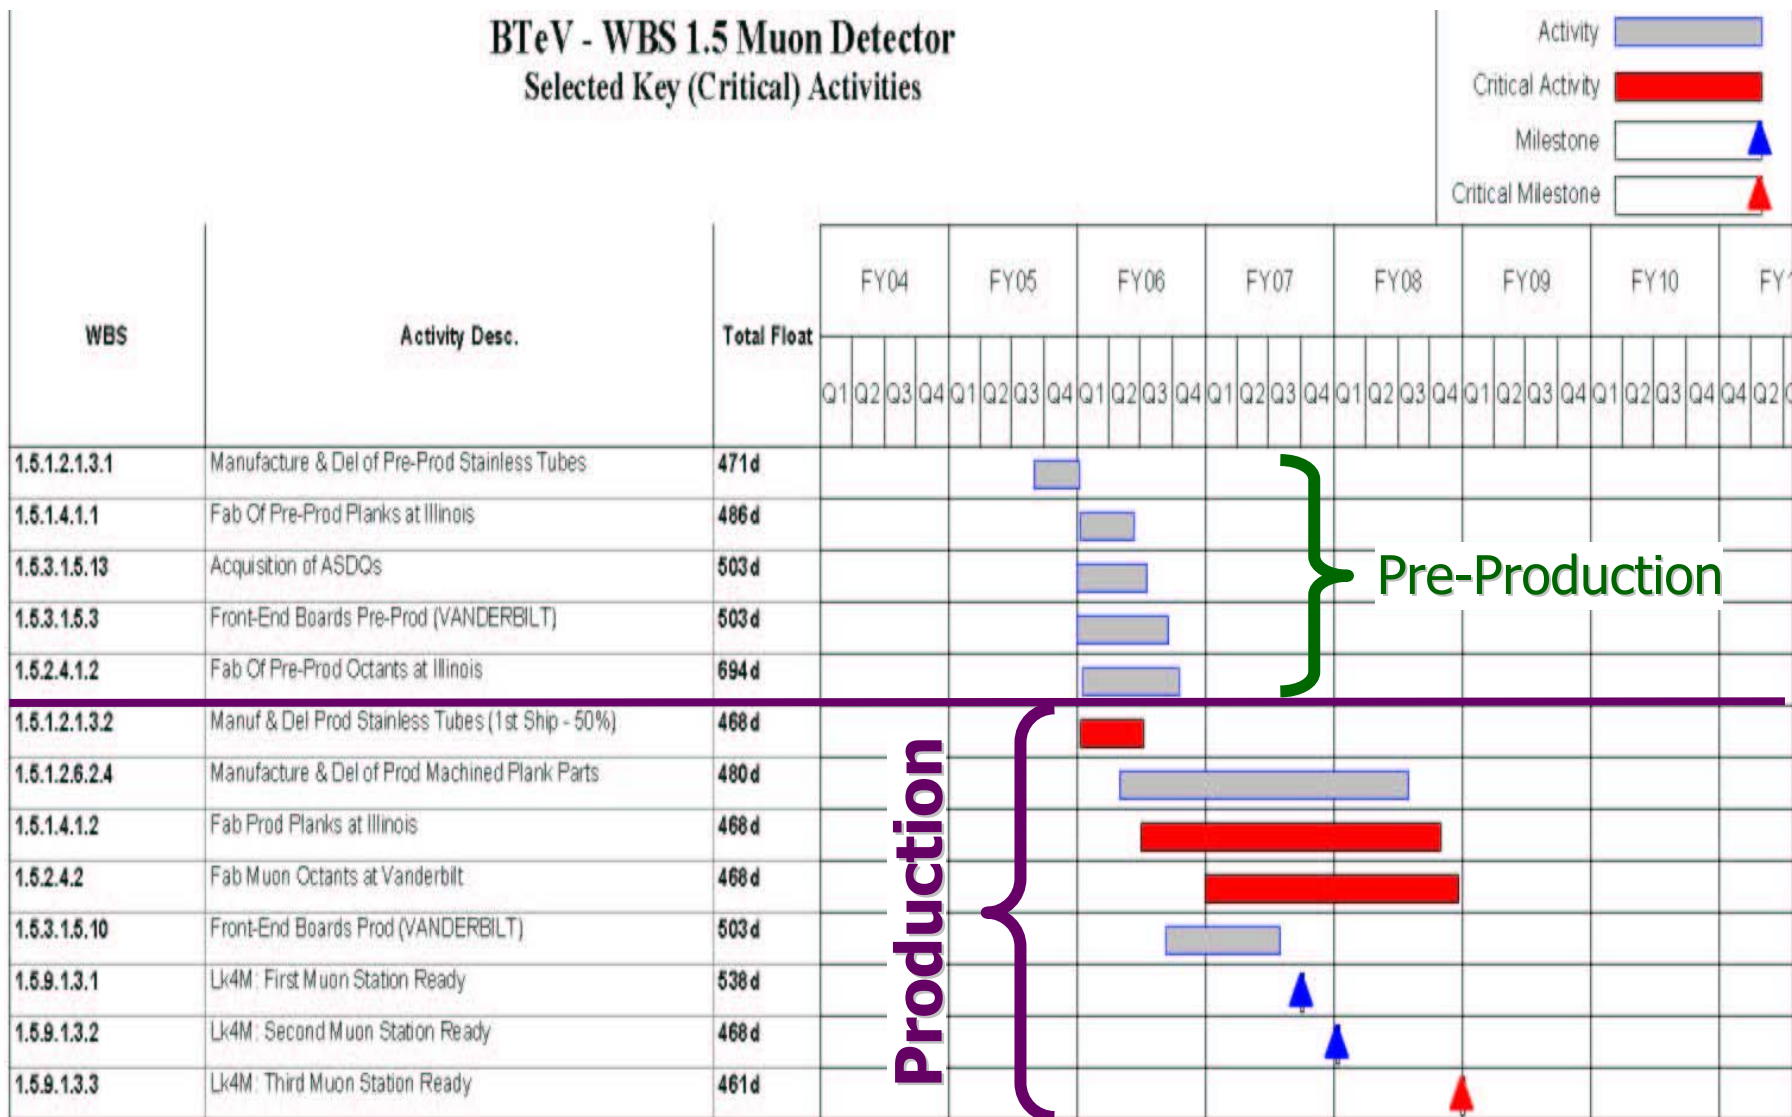 BTeV - WBS 1.5 Muon Detector
Selected Key (Critical) Activities
Activity
Critical Activity
Milestone
Critical Milestone
WBS Activity Desc. Total Float FY04 FY05 FY06 FY07 FY08 FY09 FY10 FY1
Q1 Q2 Q3 Q4 Q1 Q2 Q3 Q4 Q1 Q2 Q3 Q4 Q1 Q2 Q3 Q4 Q1 Q2 Q3 Q4 Q1 Q2 Q3 Q4 Q1 Q2 Q3 Q4 Q4 Q2
1.5.1.2.1.3.1 Manufacture & Del of Pre-Prod Stainless Tubes 471d
1.5.1.4.1.1 Fab Of Pre-Prod Planks at Illinois 486d
1.5.3.1.5.13 Acquisition of ASDQs 503d
1.5.3.1.5.3 Front-End Boards Pre-Prod (VANDERBILT) 503d
1.5.2.4.1.2 Fab Of Pre-Prod Octants at Illinois 694d
Pre-Production
1.5.1.2.1.3.2 Manuf & Del Prod Stainless Tubes (1st Ship - 50%) 468d
1.5.1.2.6.2.4 Manufacture & Del of Prod Machined Plank Parts 480d
1.5.1.4.1.2 Fab Prod Planks at Illinois 468d
1.5.2.4.2 Fab Muon Octants at Vanderbilt 468d
1.5.3.1.5.10 Front-End Boards Prod (VANDERBILT) 503d
1.5.9.1.3.1 Lk4M: First Muon Station Ready 538d
1.5.9.1.3.2 Lk4M: Second Muon Station Ready 468d
1.5.9.1.3.3 Lk4M: Third Muon Station Ready 461d
Production